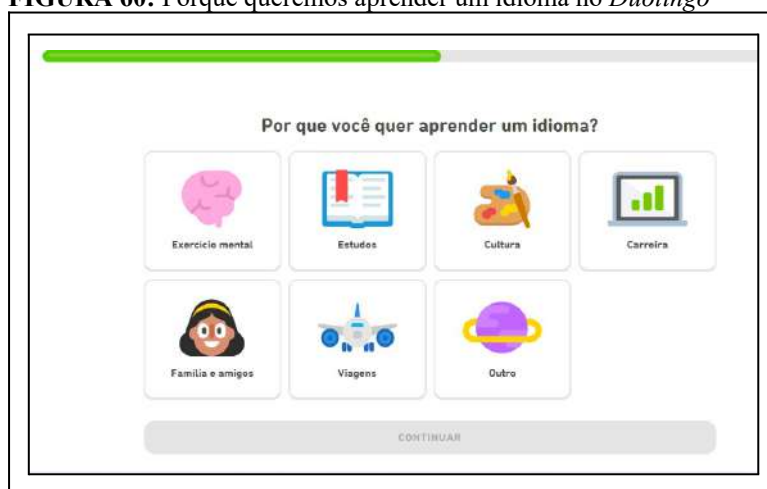 FIGURA 60: Porque queremos aprender um idioma no Duolingo
Por que você quer aprender um idioma?
Exercício mental
Estudos
Cultura
Carreira
Família e amigos
Viagens
Outro
CONTINUAR